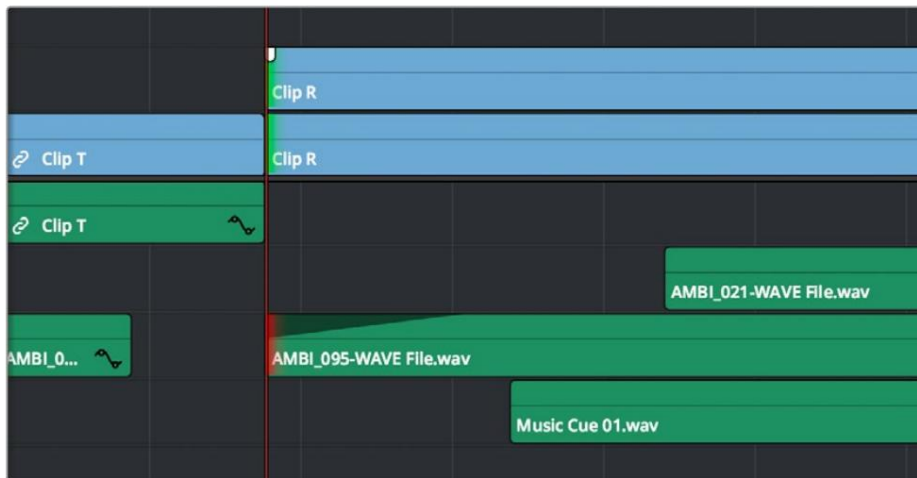 Clip R
Clip T
Clip R
Clip T
AMBI_021-WAVE File.wav
AMBI_0...
AMBI_095-WAVE File.wav
Music Cue 01.wav